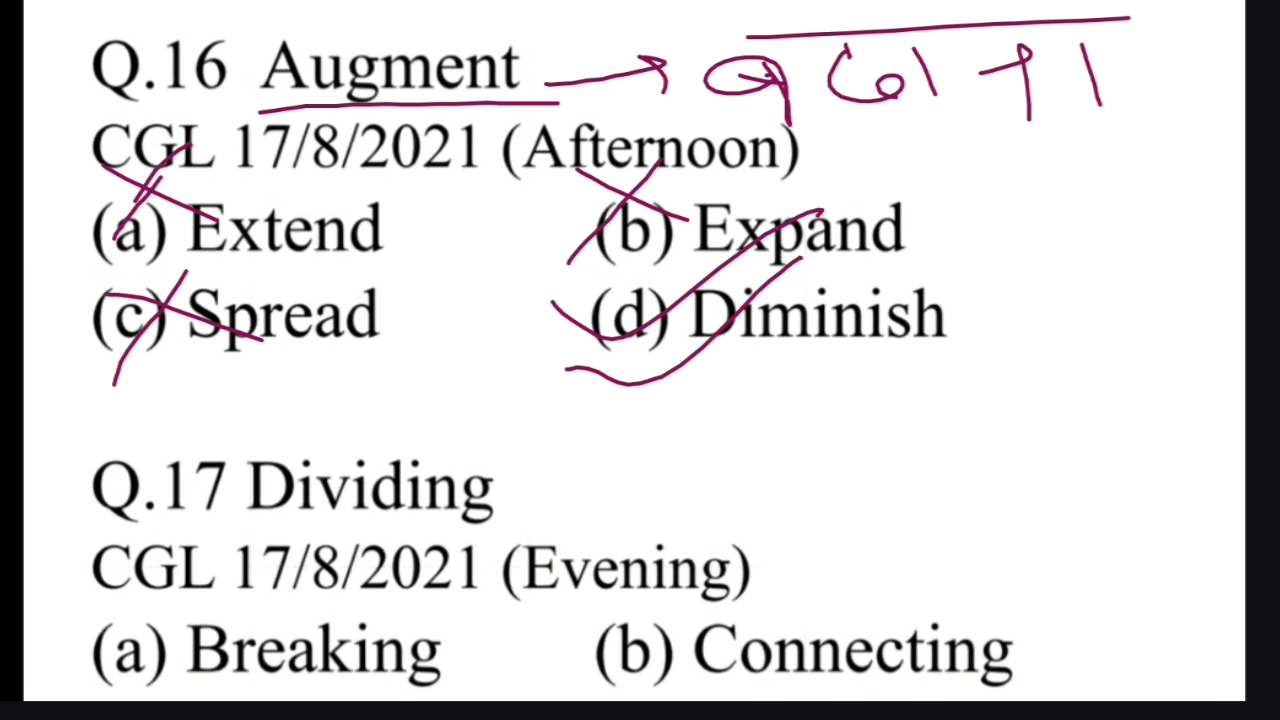 Q.16 Augment → बढ़ाना
CGL 17/8/2021 (Afternoon)
(a) Extend (b) Expand
(c) Spread (d) Diminish
Q.17 Dividing
CGL 17/8/2021 (Evening)
(a) Breaking (b) Connecting